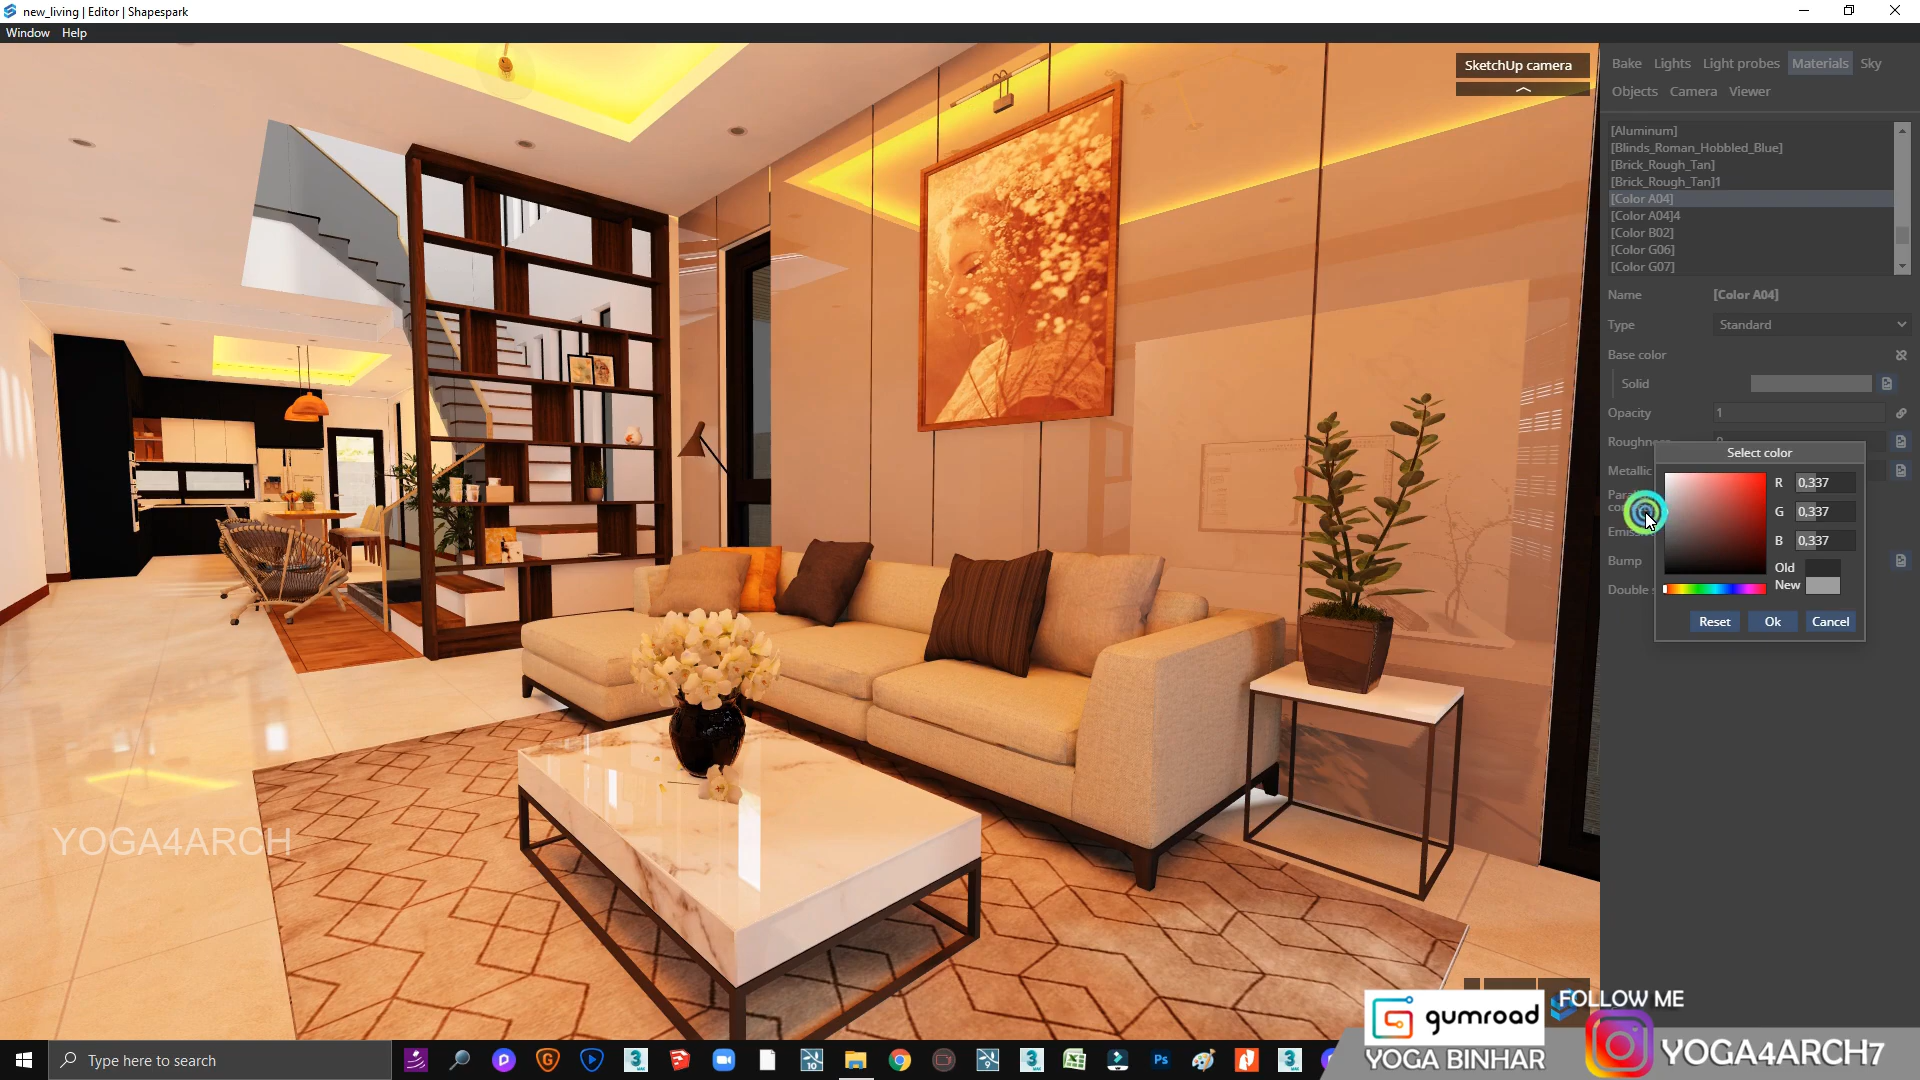 new_living | Editor | Shapespark
Window Help
SketchUp camera
Bake Lights Light probes Materials Sky
Objects Camera Viewer
[Aluminum]
[Blinds_Roman_Hobbled_Blue]
[Brick_Rough_Tan]
[Brick_Rough_Tan]1
[Color A04]
[Color A04]4
[Color B02]
[Color G06]
[Color G07]
Name [Color A04]
Type Standard
Base color
Solid
Opacity 1
Roughness
Metallic
Bump
Double
Select color
R 0,337
G 0,337
B 0,337
Old
New
Reset Ok Cancel
YOGA4ARCH
gumroad
YOGA BINHAR
FOLLOW ME
YOGA4ARCH7
Type here to search